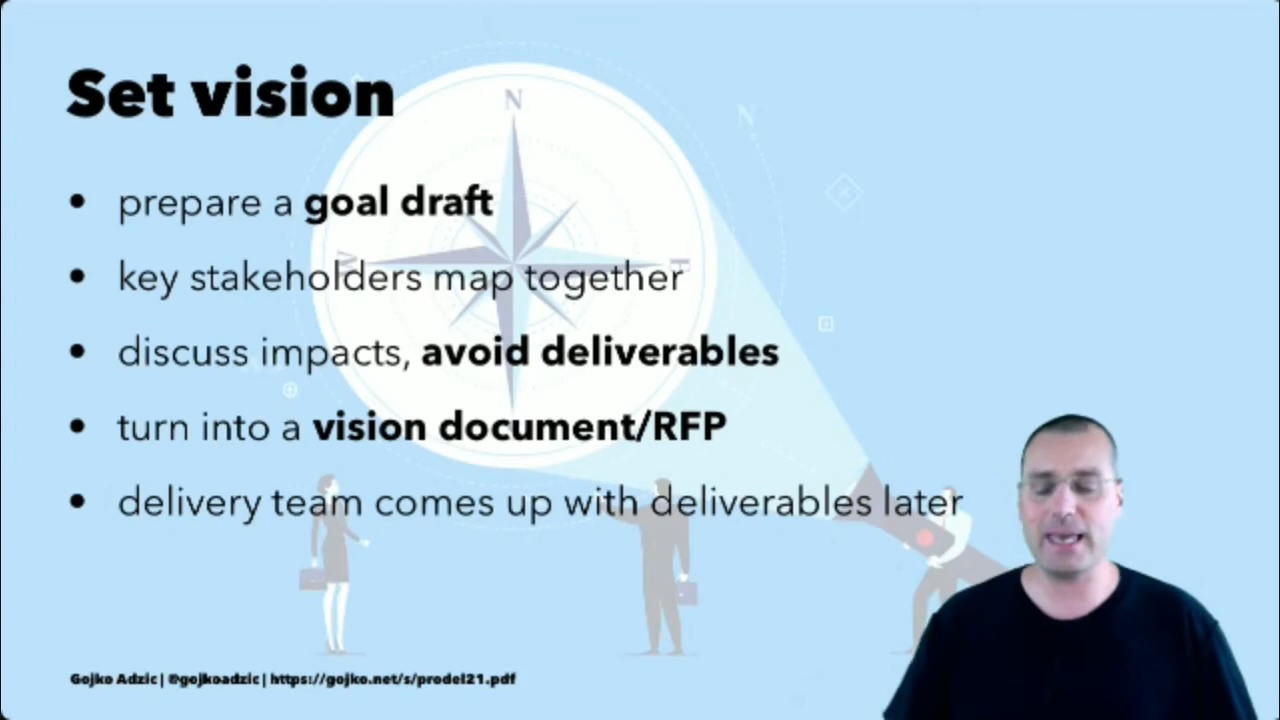 Set vision
N
N
• prepare a goal draft
• key stakeholders map together
• discuss impacts, avoid deliverables
• turn into a vision document/RFP
• delivery team comes up with deliverables later
Gojko Adzic | @gojkoadzic | https://gojko.net/s/prodel21.pdf